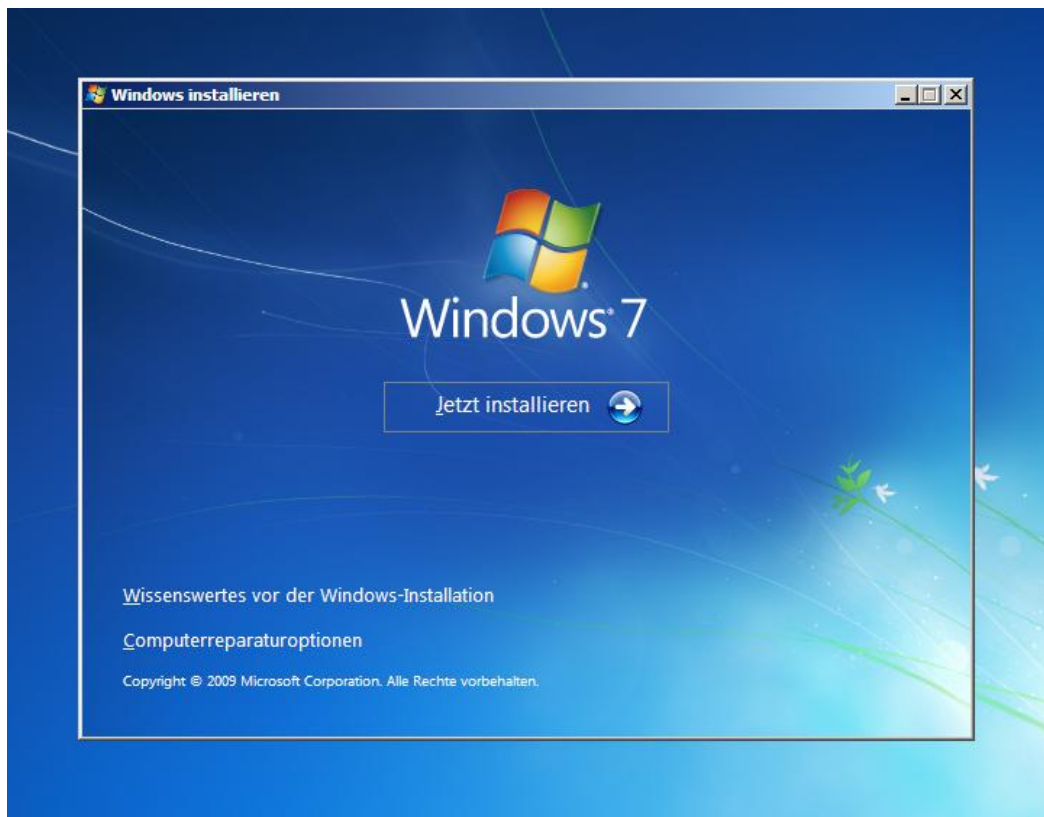 Windows installieren
Windows® 7
Jetzt installieren
Wissenswertes vor der Windows-Installation
Computerreparaturoptionen
Copyright © 2009 Microsoft Corporation. Alle Rechte vorbehalten.